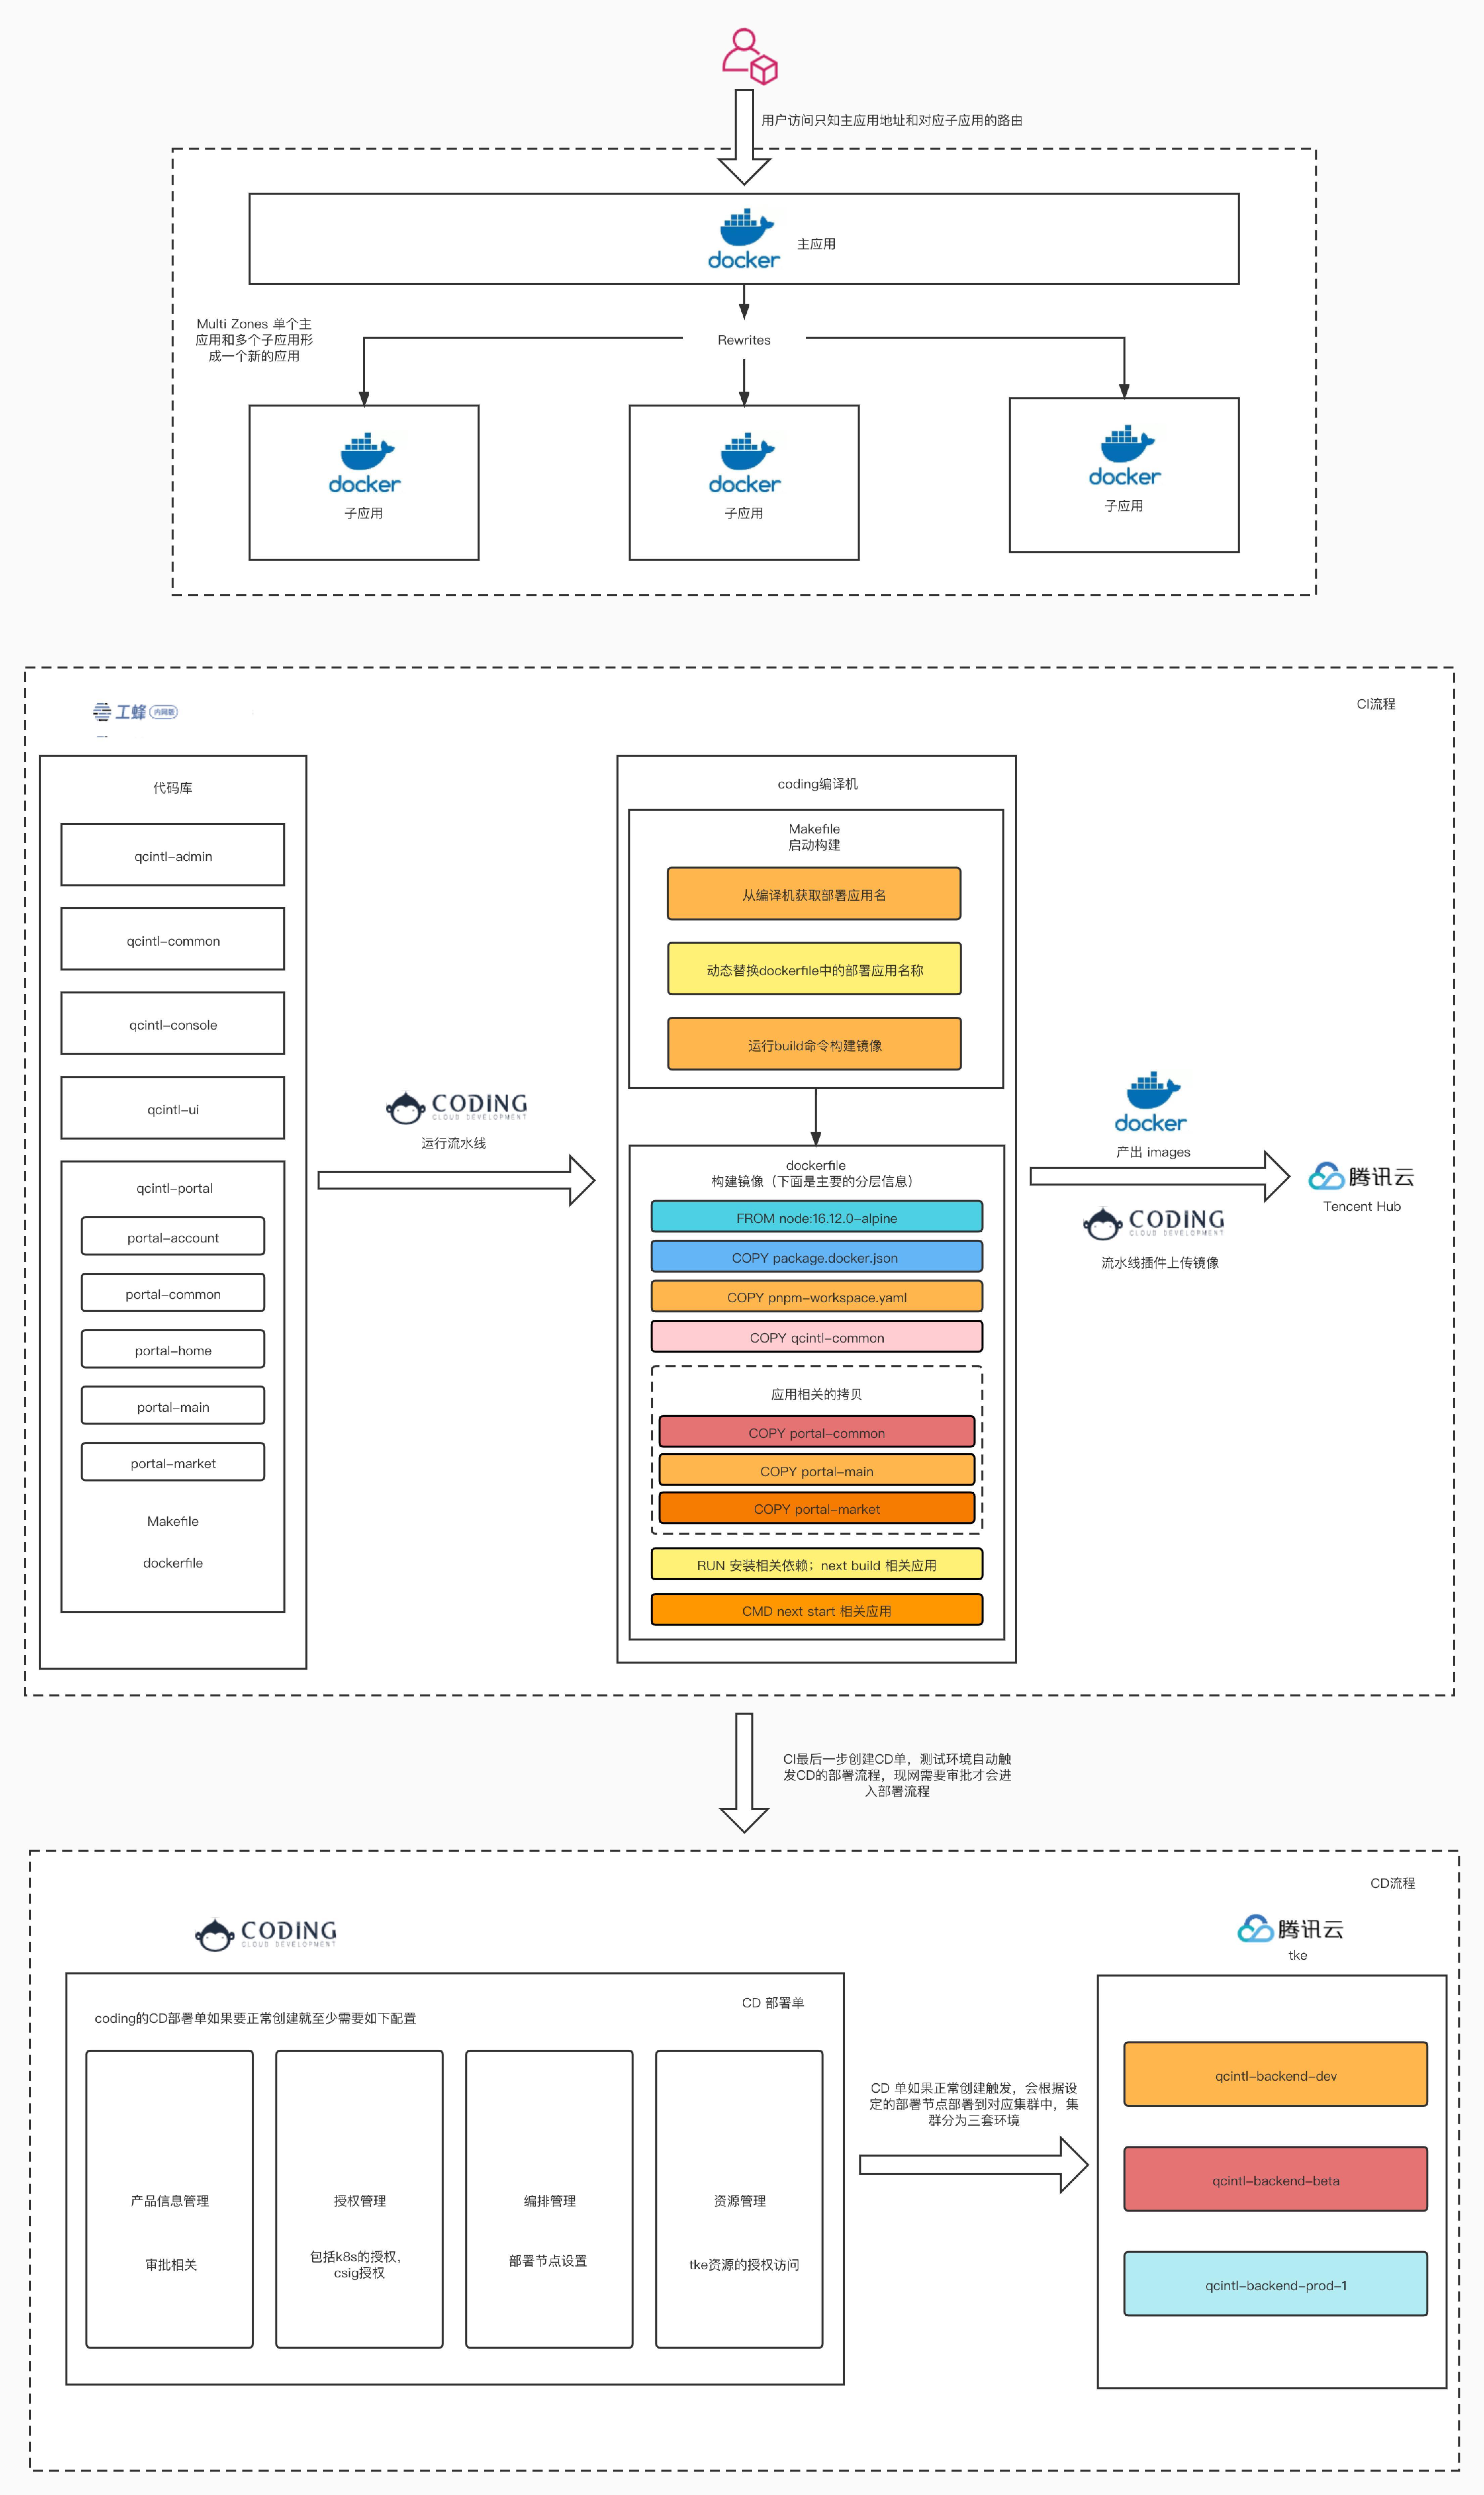 用户访问只知主应用地址和对应子应用的路由
docker
主应用
Multi Zones 单个主
应用和多个子应用形
成一个新的应用
Rewrites
docker
子应用
docker
子应用
docker
子应用
CI流程
工蜂 内网版
代码库
qcintl-admin
qcintl-common
qcintl-console
qcintl-ui
qcintl-portal
portal-account
portal-common
portal-home
portal-main
portal-market
Makefile
dockerfile
CODING
CLOUD DEVELOPMENT
运行流水线
coding编译机
Makefile
启动构建
从编译机获取部署应用名
动态替换dockerfile中的部署应用名称
运行build命令构建镜像
dockerfile
构建镜像（下面是主要的分层信息）
FROM node:16.12.0-alpine
COPY package.docker.json
COPY pnpm-workspace.yaml
COPY qcintl-common
应用相关的拷贝
COPY portal-common
COPY portal-main
COPY portal-market
RUN 安装相关依赖；next build 相关应用
CMD next start 相关应用
docker
产出 images
CODING
CLOUD DEVELOPMENT
流水线插件上传镜像
腾讯云
Tencent Hub
CI最后一步创建CD单，测试环境自动触
发CD的部署流程，现网需要审批才会进
入部署流程
CD流程
CODING
CLOUD DEVELOPMENT
CD 部署单
coding的CD部署单如果要正常创建就至少需要如下配置
产品信息管理
审批相关
授权管理
包括k8s的授权，
csig授权
编排管理
部署节点设置
资源管理
tke资源的授权访问
CD 单如果正常创建触发，会根据设
定的部署节点部署到对应集群中，集
群分为三套环境
腾讯云
tke
qcintl-backend-dev
qcintl-backend-beta
qcintl-backend-prod-1